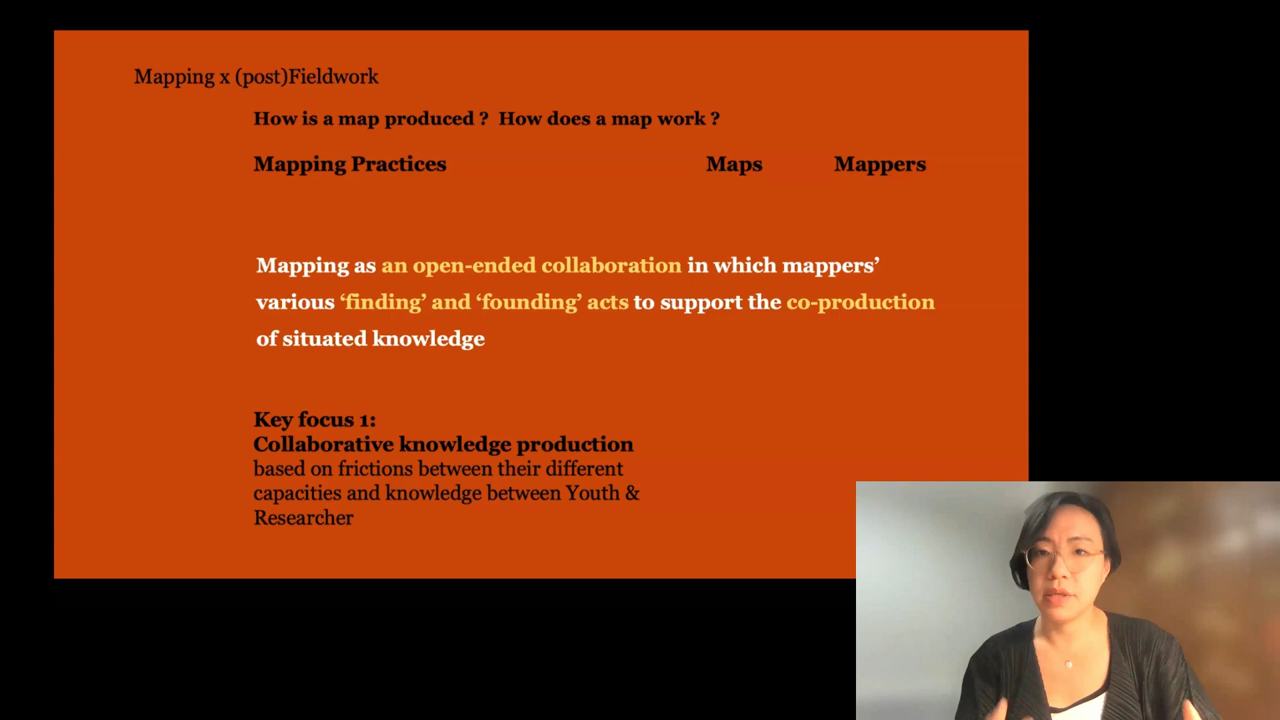 Mapping x (post)Fieldwork
How is a map produced ? How does a map work ?
Mapping Practices Maps Mappers
Mapping as an open-ended collaboration in which mappers’
various ‘finding’ and ‘founding’ acts to support the co-production
of situated knowledge
Key focus 1:
Collaborative knowledge production
based on frictions between their different
capacities and knowledge between Youth &
Researcher